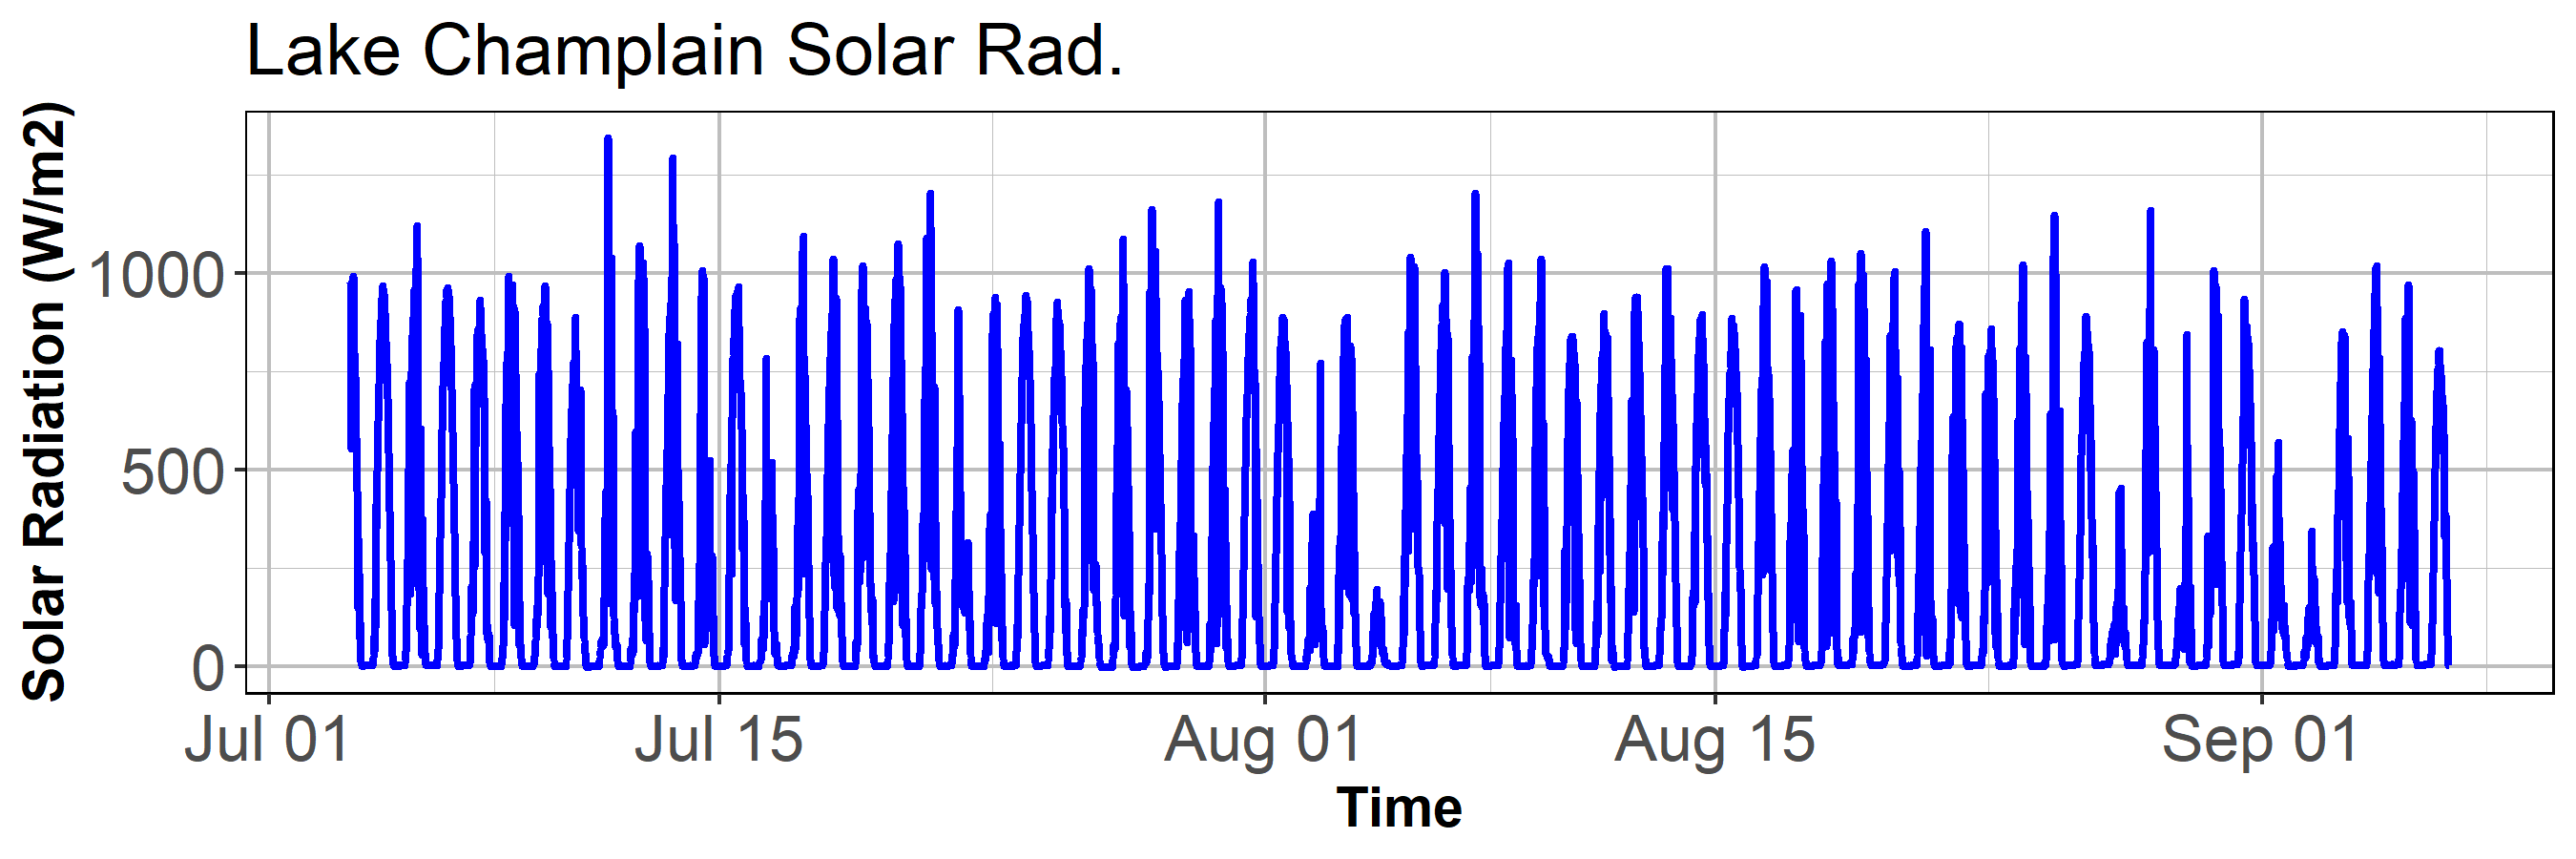 Lake Champlain Solar Rad.
Solar Radiation (W/m2)
1000
500
0
Jul 01
Jul 15
Aug 01
Aug 15
Sep 01
Time